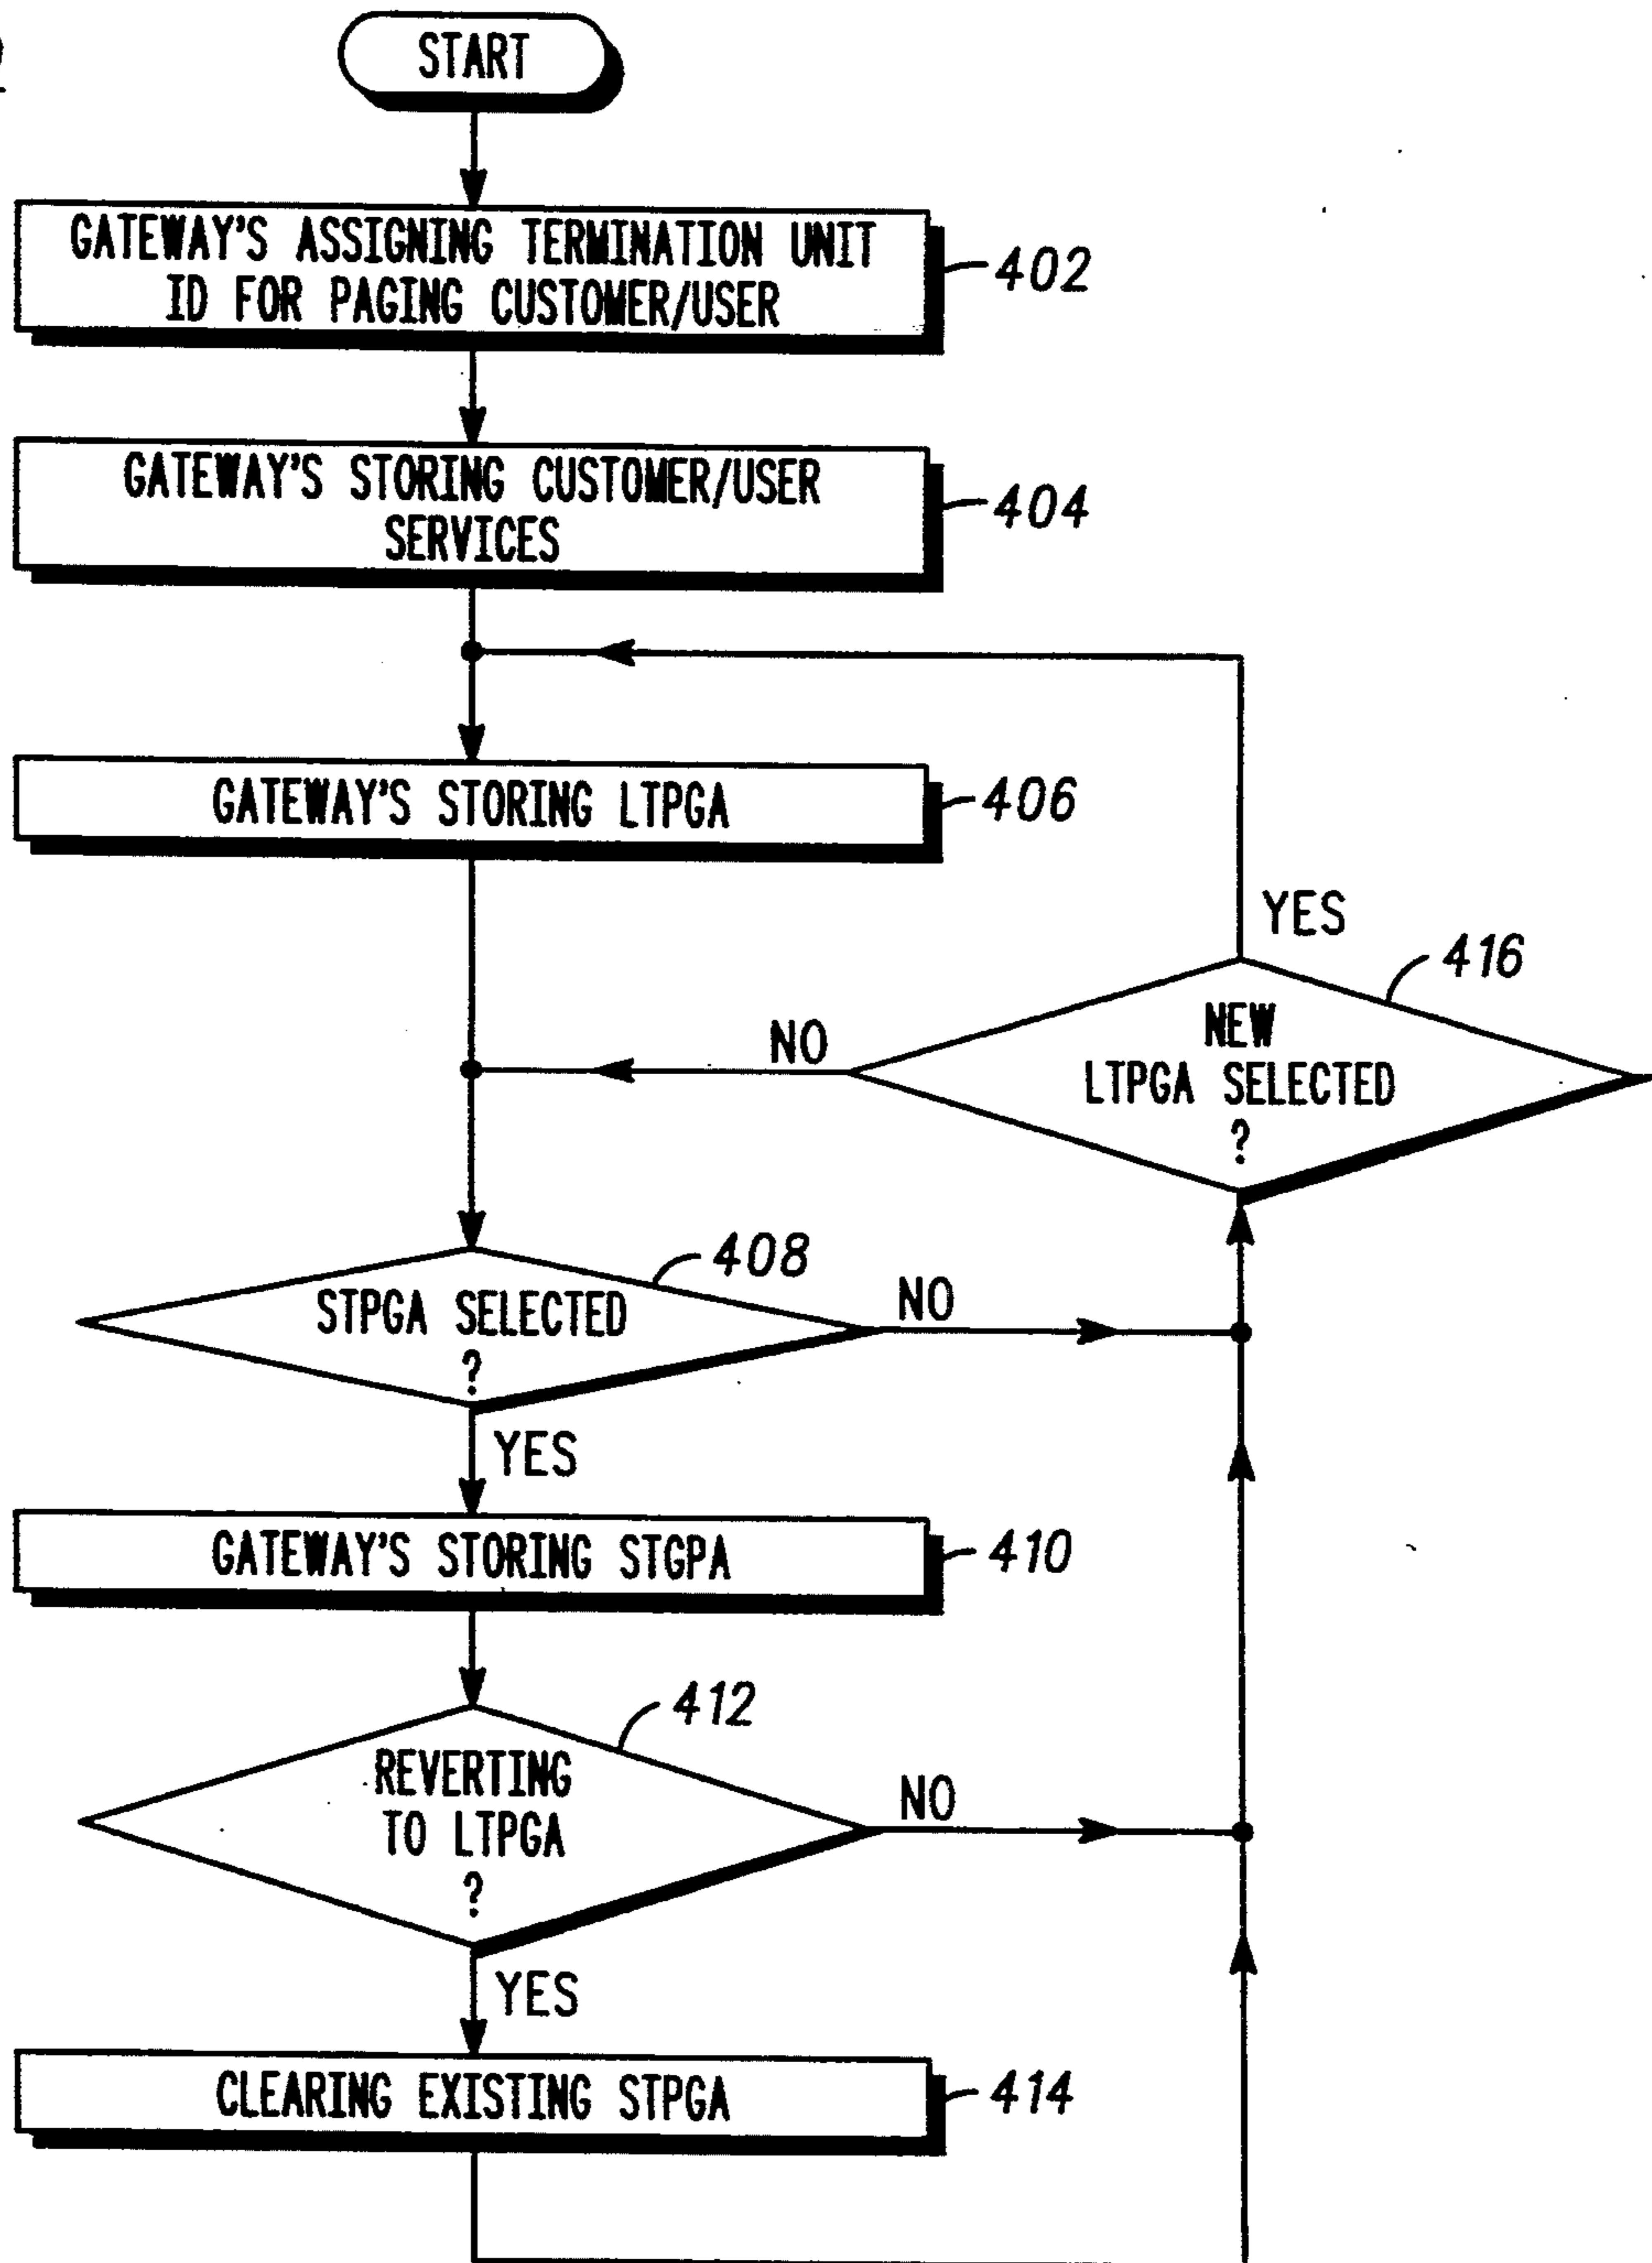 START
GATEWAY'S ASSIGNING TERMINATION UNIT
ID FOR PAGING CUSTOMER/USER
402
GATEWAY'S STORING CUSTOMER/USER
SERVICES
404
GATEWAY'S STORING LTPGA
406
YES
416
NEW
LTPGA SELECTED
?
NO
408
STPGA SELECTED
?
NO
YES
GATEWAY'S STORING STGPA
410
412
REVERTING
TO LTPGA
?
NO
YES
CLEARING EXISTING STPGA
414